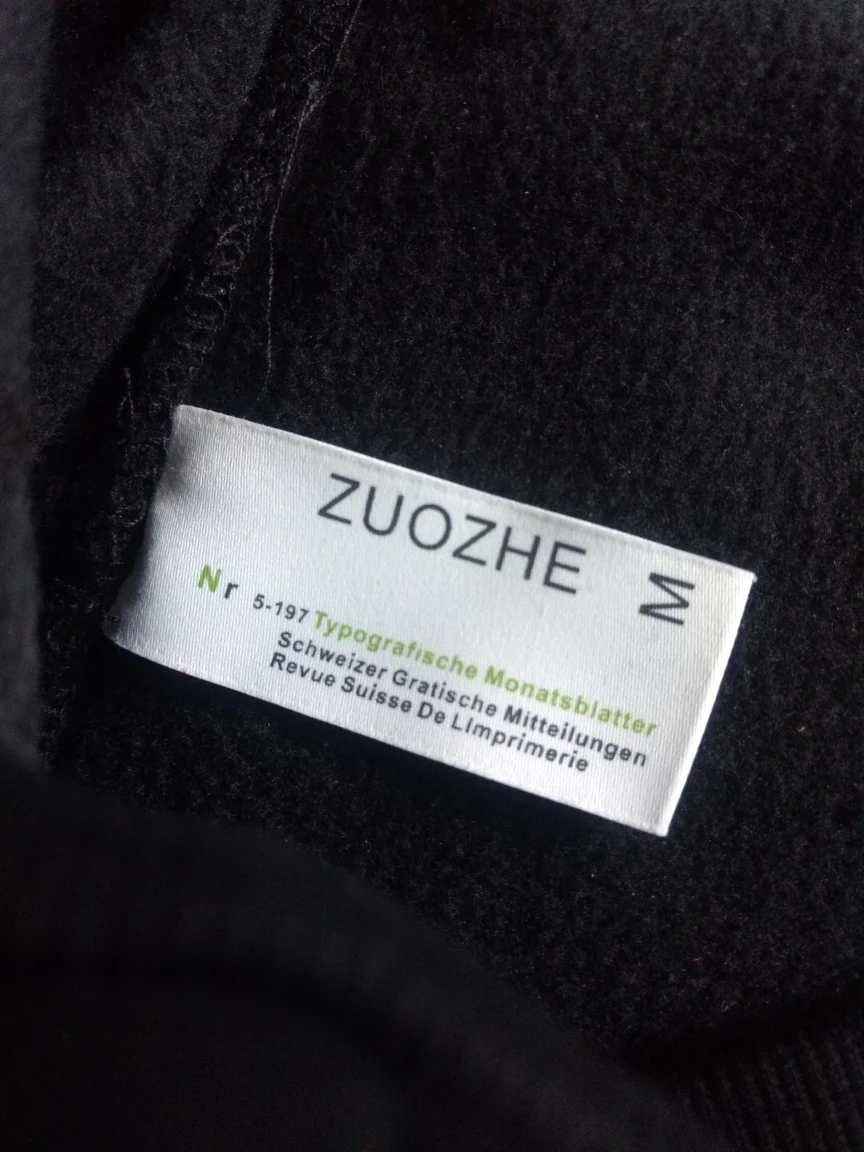 ZUOZHE M
Nr 5-197 Typografische Monatsblatter
Schweizer Gratische Mitteilungen
Revue Suisse De LImprimerie